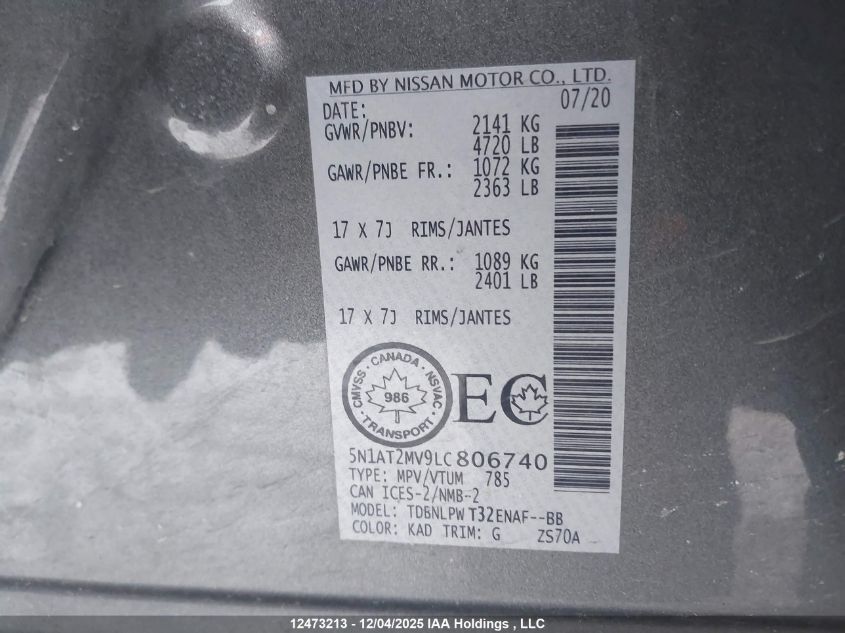 MFD BY NISSAN MOTOR CO., LTD.
DATE: 07/20
GVWR/PNBV: 2141 KG
4720 LB
GAWR/PNBE FR.: 1072 KG
2363 LB
17 X 7J RIMS/JANTES
GAWR/PNBE RR.: 1089 KG
2401 LB
17 X 7J RIMS/JANTES
CANADA
CMVSS NSVAC
986
TRANSPORT
EC
5N1AT2MV9LC806740
TYPE: MPV/VTUM 785
CAN ICES-2/NMB-2
MODEL: TDBNLPW T32ENAF--BB
COLOR: KAD TRIM: G ZS70A
12473213 - 12/04/2025 IAA Holdings , LLC